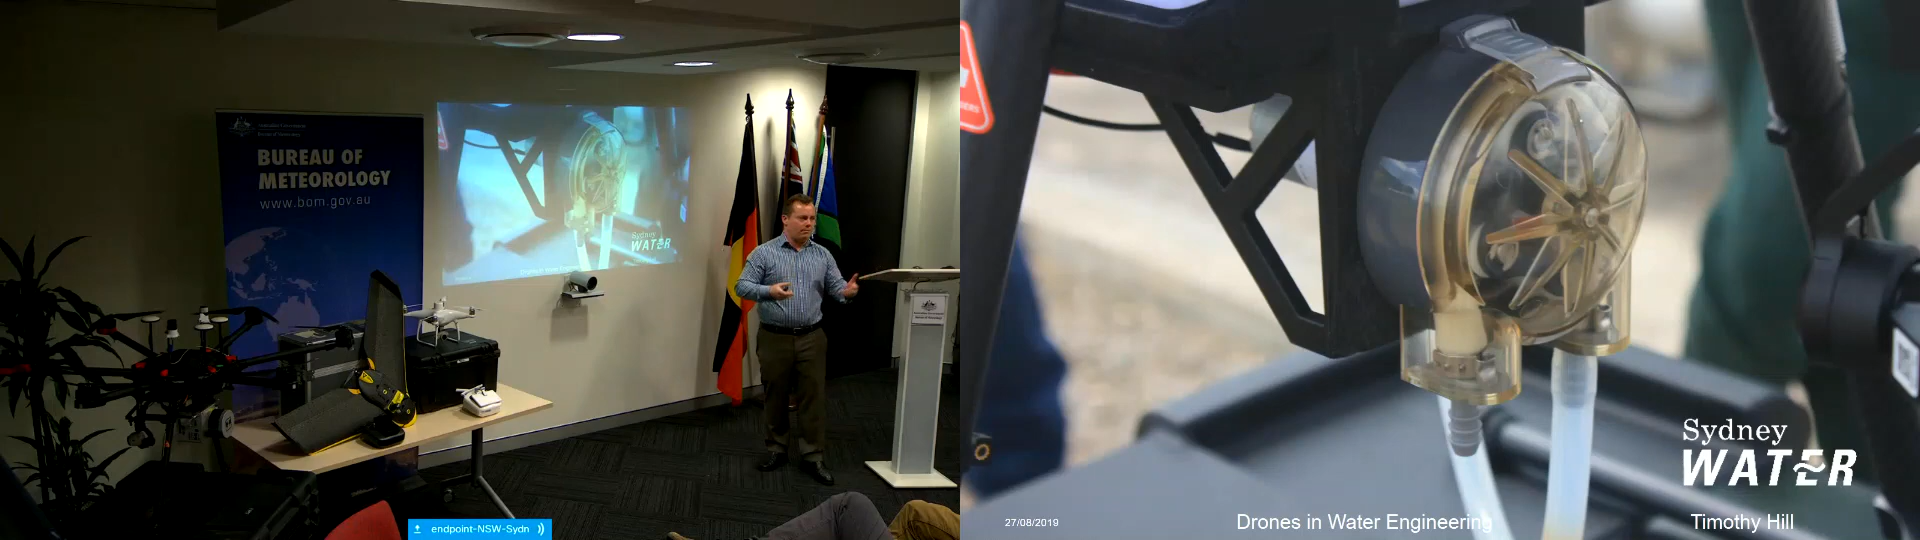 BUREAU OF
METEOROLOGY
www.bom.gov.au
Sydney
WATER
endpoint-NSW-Sydn
Sydney
WATER
27/08/2019
Drones in Water Engineering
Timothy Hill